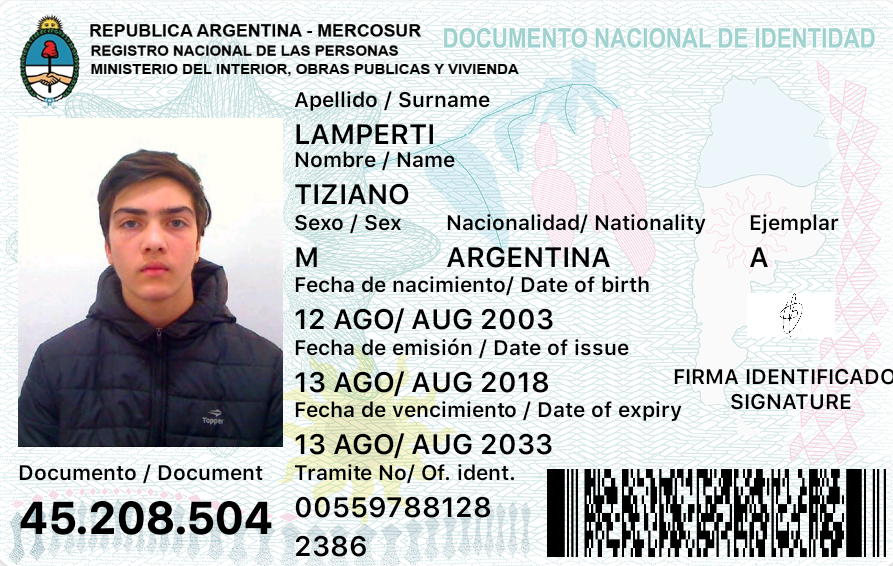 REPUBLICA ARGENTINA - MERCOSUR
REGISTRO NACIONAL DE LAS PERSONAS
MINISTERIO DEL INTERIOR, OBRAS PUBLICAS Y VIVIENDA
DOCUMENTO NACIONAL DE IDENTIDAD
Apellido / Surname
LAMPERTI
Nombre / Name
TIZIANO
Sexo / Sex Nacionalidad/ Nationality Ejemplar
M ARGENTINA A
Fecha de nacimiento/ Date of birth
12 AGO/ AUG 2003
Fecha de emisión / Date of issue
13 AGO/ AUG 2018
FIRMA IDENTIFICADO
SIGNATURE
Fecha de vencimiento / Date of expiry
13 AGO/ AUG 2033
Topper
Documento / Document
45.208.504
Tramite No/ Of. ident.
00559788128
2386